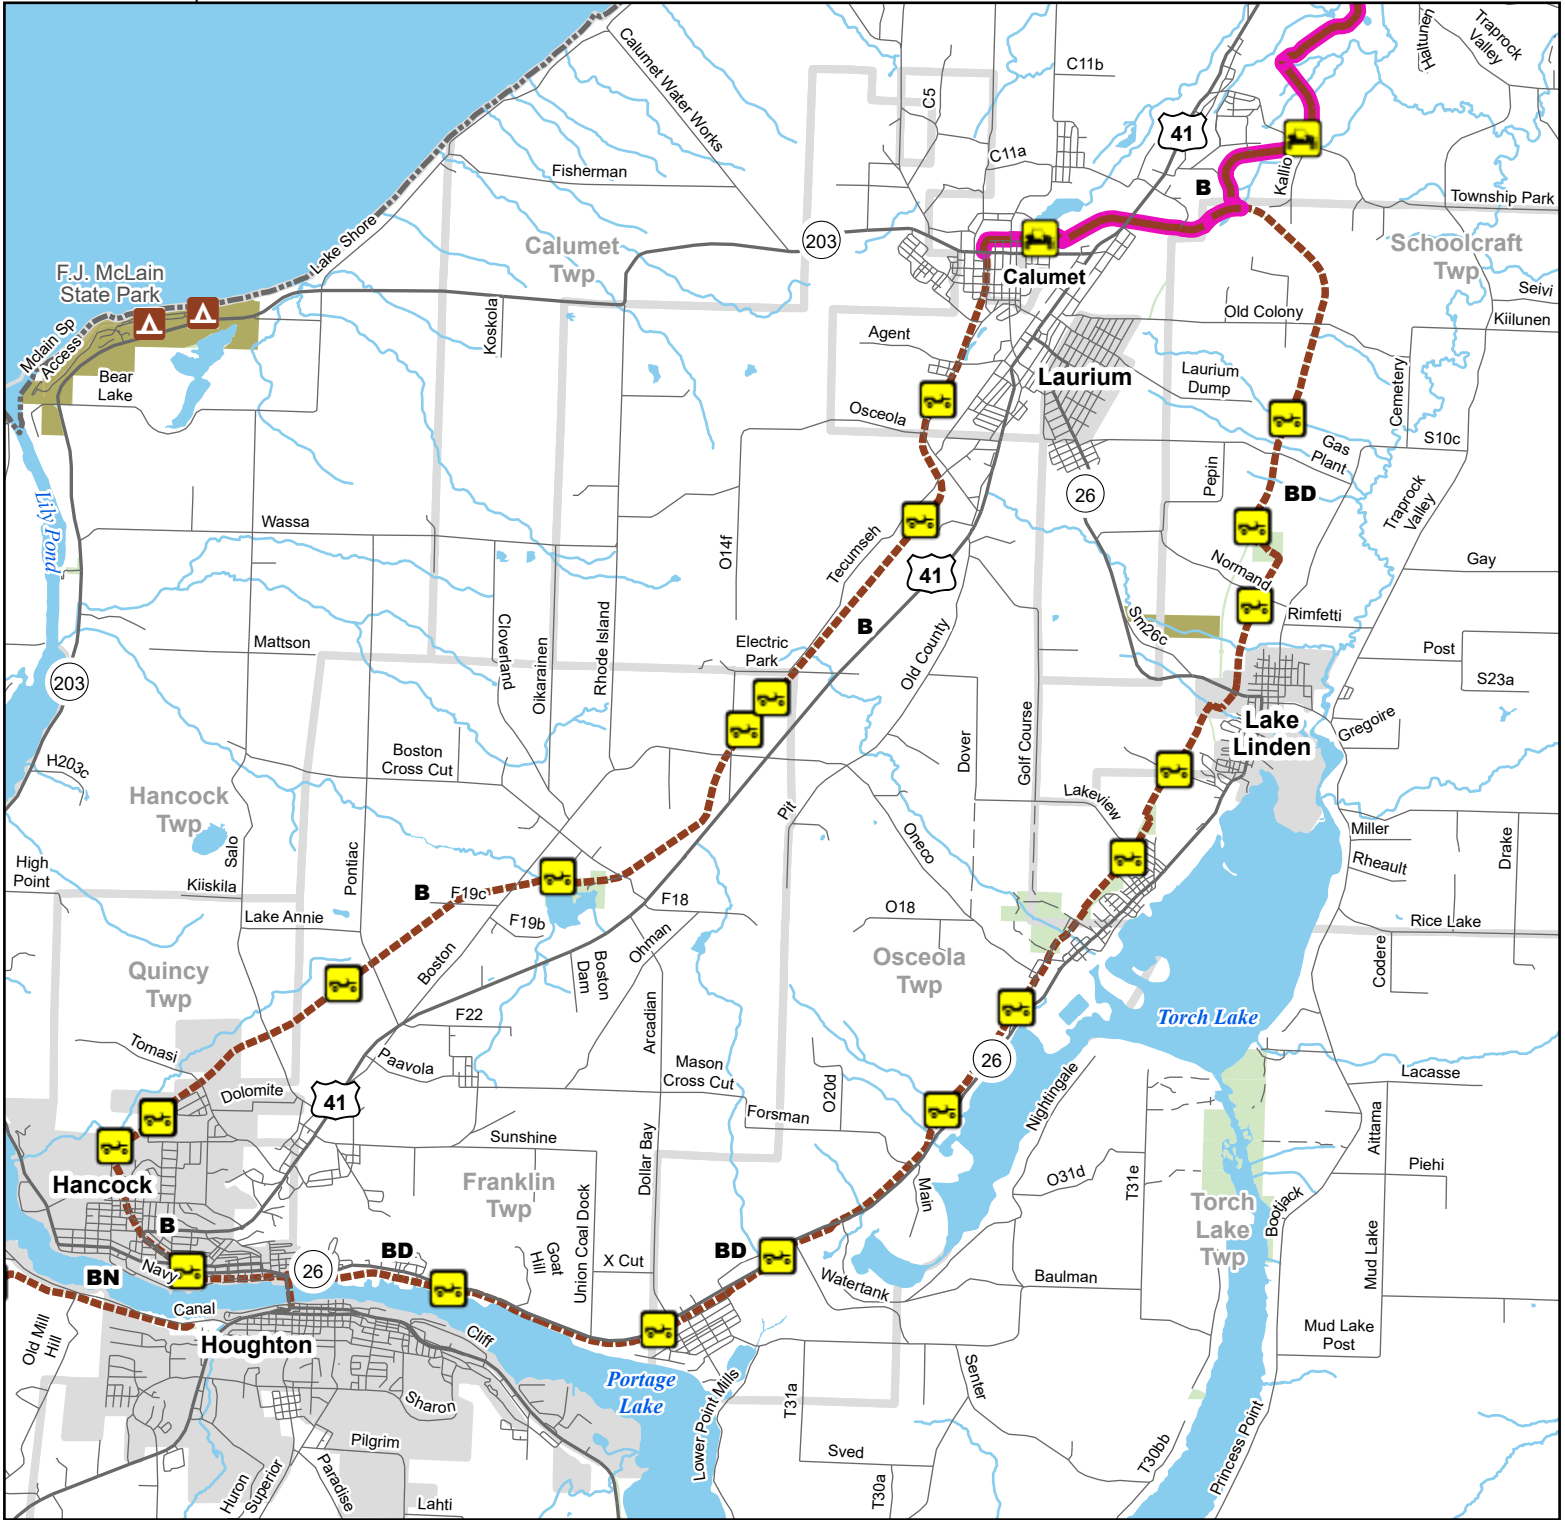 Calumet Water Works
C11b
Haltunen
Traprock
Valley
C5
41
C11a
Fisherman
Kallio
B
Township Park
Lake Shore
Calumet
Twp
203
Schoolcraft
Twp
F.J. McLain
State Park
Calumet
Seivi
Koskola
Old Colony
Kiilunen
Mclain Sp
Access
Agent
Bear
Lake
Laurium
Laurium
Dump
Cemetery
Osceola
Gas
Plant
S10c
Pepin
26
BD
Traprock
Valley
Lily Pond
Wassa
O14f
Tecumseh
41
Normand
Gay
Cloverland
Oikarainen
Rhode Island
B
Sm26c
Rimfetti
Mattson
Electric
Park
Old County
Post
203
S23a
Golf Course
Dover
Lake
Linden
Gregoire
H203c
Boston
Cross Cut
Hancock
Twp
Pit
Lakeview
Salo
Oneco
Miller
Drake
Rheault
High
Point
Pontiac
Kiiskila
B
F19c
F18
Lake Annie
F19b
O18
Rice Lake
Ohman
Boston
Boston
Dam
Osceola
Twp
Codere
Quincy
Twp
F22
Arcadian
Torch Lake
Tomasi
Paavola
Mason
Cross Cut
26
Nightingale
Lacasse
Dolomite
41
O20d
Forsman
Aittama
Sunshine
Dollar Bay
O31d
T31e
Piehi
Hancock
Franklin
Twp
Main
Torch
Lake
Twp
Bootjack
Union Coal Dock
B
BD
Goat
Hill
BD
Mud Lake
BN
Navy
26
X Cut
Watertank
Baulman
Canal
Old Mill
Hill
Houghton
Cliff
Mud Lake
Post
Portage
Lake
Senter
T31a
Lower Point Mills
Sharon
Princess Point
Pilgrim
Sved
T30bb
Huron
Superior
Paradise
T30a
Lahti